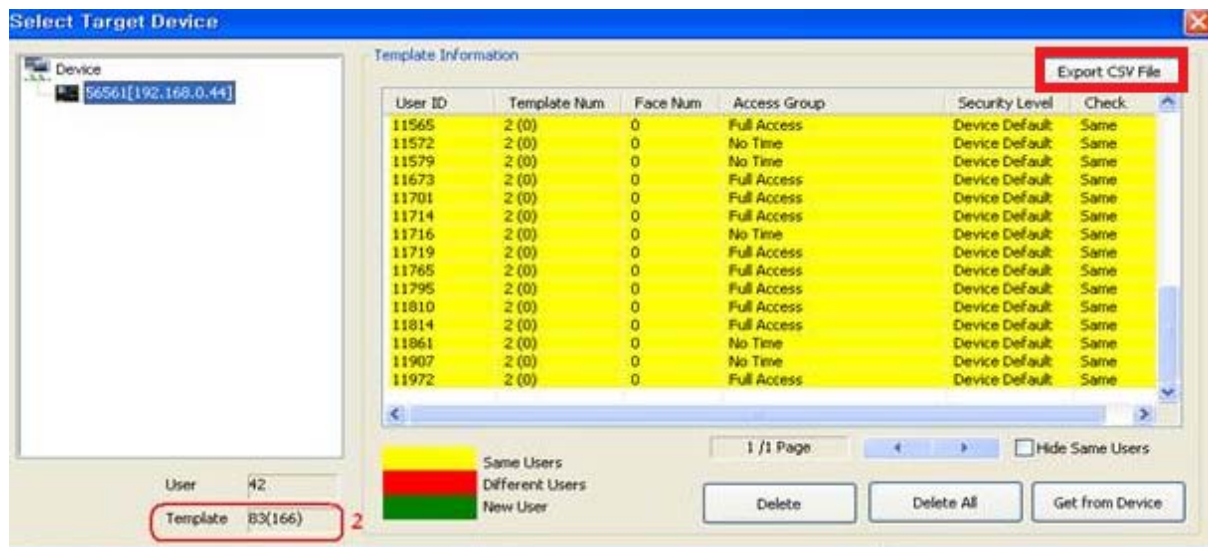 Select Target Device
Device
56561[192.168.0.44]
Template Information
Export CSV File
User ID Template Num Face Num Access Group Security Level Check
11565 2 (0) 0 Full Access Device Default Same
11572 2 (0) 0 No Time Device Default Same
11579 2 (0) 0 No Time Device Default Same
11673 2 (0) 0 Full Access Device Default Same
11701 2 (0) 0 Full Access Device Default Same
11714 2 (0) 0 Full Access Device Default Same
11716 2 (0) 0 No Time Device Default Same
11719 2 (0) 0 Full Access Device Default Same
11765 2 (0) 0 Full Access Device Default Same
11795 2 (0) 0 Full Access Device Default Same
11810 2 (0) 0 Full Access Device Default Same
11814 2 (0) 0 Full Access Device Default Same
11861 2 (0) 0 No Time Device Default Same
11907 2 (0) 0 No Time Device Default Same
11972 2 (0) 0 Full Access Device Default Same
1 /1 Page
Hide Same Users
Same Users
Different Users
New User
Delete
Delete All
Get from Device
User 42
Template 83(166) 2